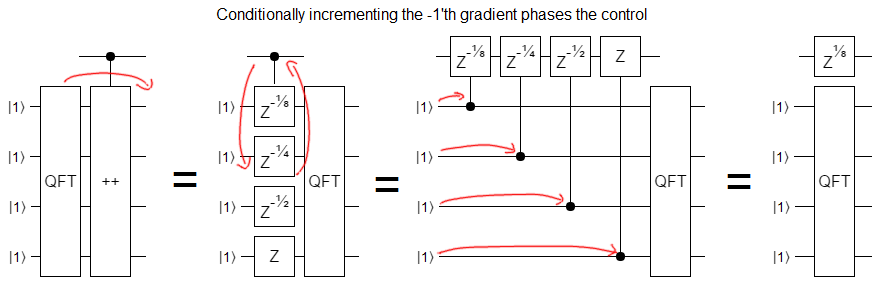 Conditionally incrementing the -1'th gradient phases the control
|1⟩ |1⟩ |1⟩ |1⟩
QFT ++
=
|1⟩ |1⟩ |1⟩ |1⟩
Z^-⅛
Z^-¼
Z^-½
Z
QFT
=
Z^-⅛ Z^-¼ Z^-½ Z
|1⟩ |1⟩ |1⟩ |1⟩
QFT
=
Z^⅛
|1⟩ |1⟩ |1⟩ |1⟩
QFT